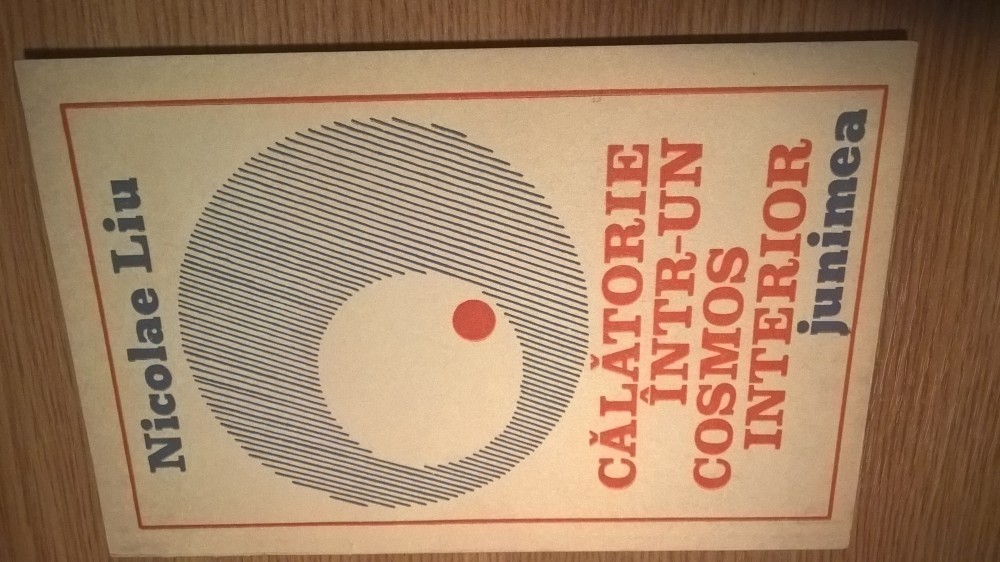 Nicolae Liu
CĂLĂTORIE
ÎNTR-UN
COSMOS
INTERIOR
junimea